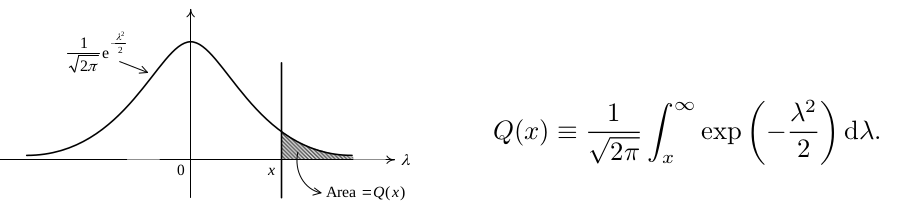 1/√2π e^-λ²/2
0
x
λ
Area =Q(x)
Q(x) ≡ 1/√2π ∫_x^∞ exp(−λ²/2) dλ.